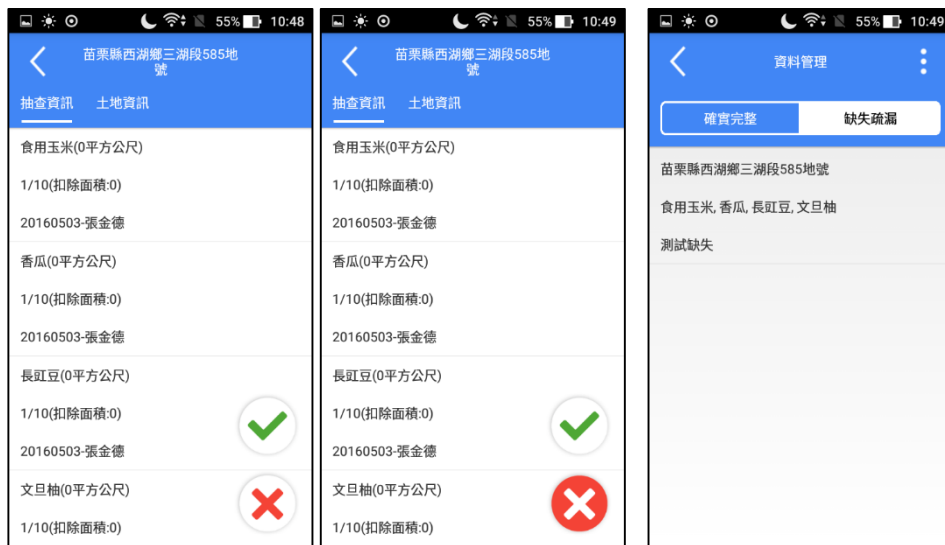 55% 10:48
苗栗縣西湖鄉三湖段585地
號
抽查資訊 土地資訊
食用玉米(0平方公尺)
1/10(扣除面積:0)
20160503-張金德
香瓜(0平方公尺)
1/10(扣除面積:0)
20160503-張金德
長豇豆(0平方公尺)
1/10(扣除面積:0)
20160503-張金德
文旦柚(0平方公尺)
1/10(扣除面積:0)
55% 10:49
苗栗縣西湖鄉三湖段585地
號
抽查資訊 土地資訊
食用玉米(0平方公尺)
1/10(扣除面積:0)
20160503-張金德
香瓜(0平方公尺)
1/10(扣除面積:0)
20160503-張金德
長豇豆(0平方公尺)
1/10(扣除面積:0)
20160503-張金德
文旦柚(0平方公尺)
1/10(扣除面積:0)
55% 10:49
資料管理
確實完整 缺失疏漏
苗栗縣西湖鄉三湖段585地號
食用玉米, 香瓜, 長豇豆, 文旦柚
測試缺失